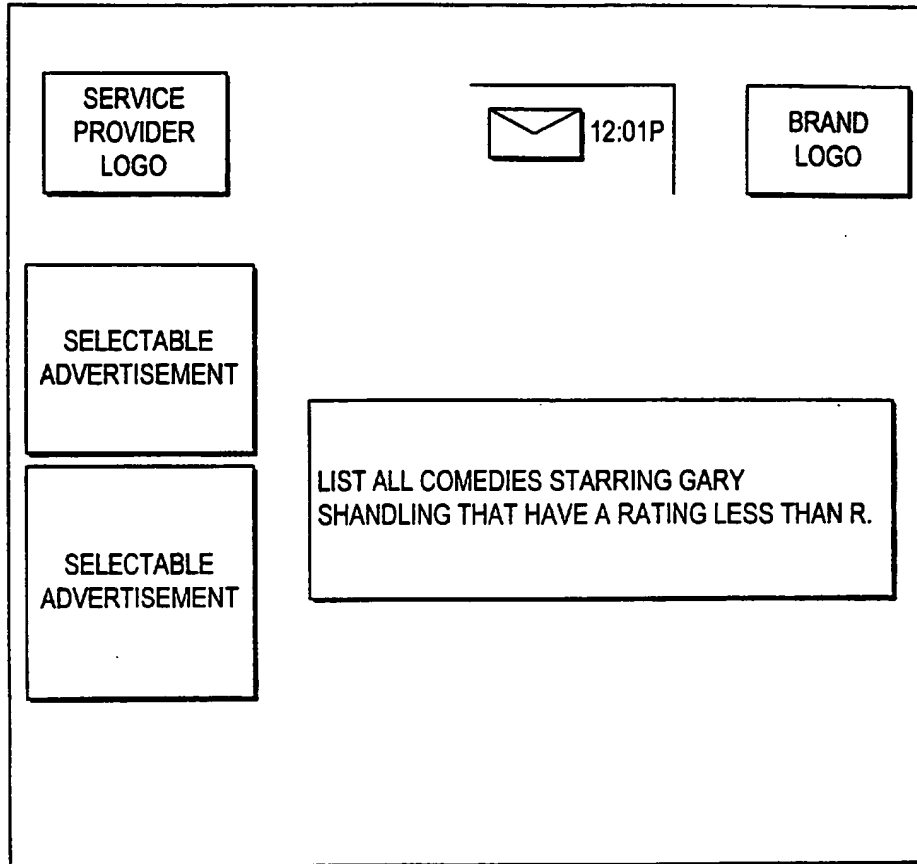 SERVICE
PROVIDER
LOGO
12:01P
BRAND
LOGO
SELECTABLE
ADVERTISEMENT
SELECTABLE
ADVERTISEMENT
LIST ALL COMEDIES STARRING GARY
SHANDLING THAT HAVE A RATING LESS THAN R.